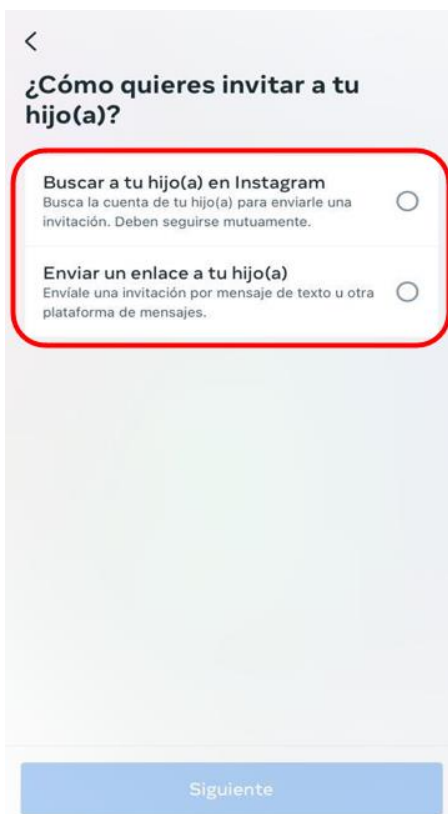 ¿Cómo quieres invitar a tu
hijo(a)?
Buscar a tu hijo(a) en Instagram
Busca la cuenta de tu hijo(a) para enviarle una
invitación. Deben seguirse mutuamente.
Enviar un enlace a tu hijo(a)
Envíale una invitación por mensaje de texto u otra
plataforma de mensajes.
Siguiente